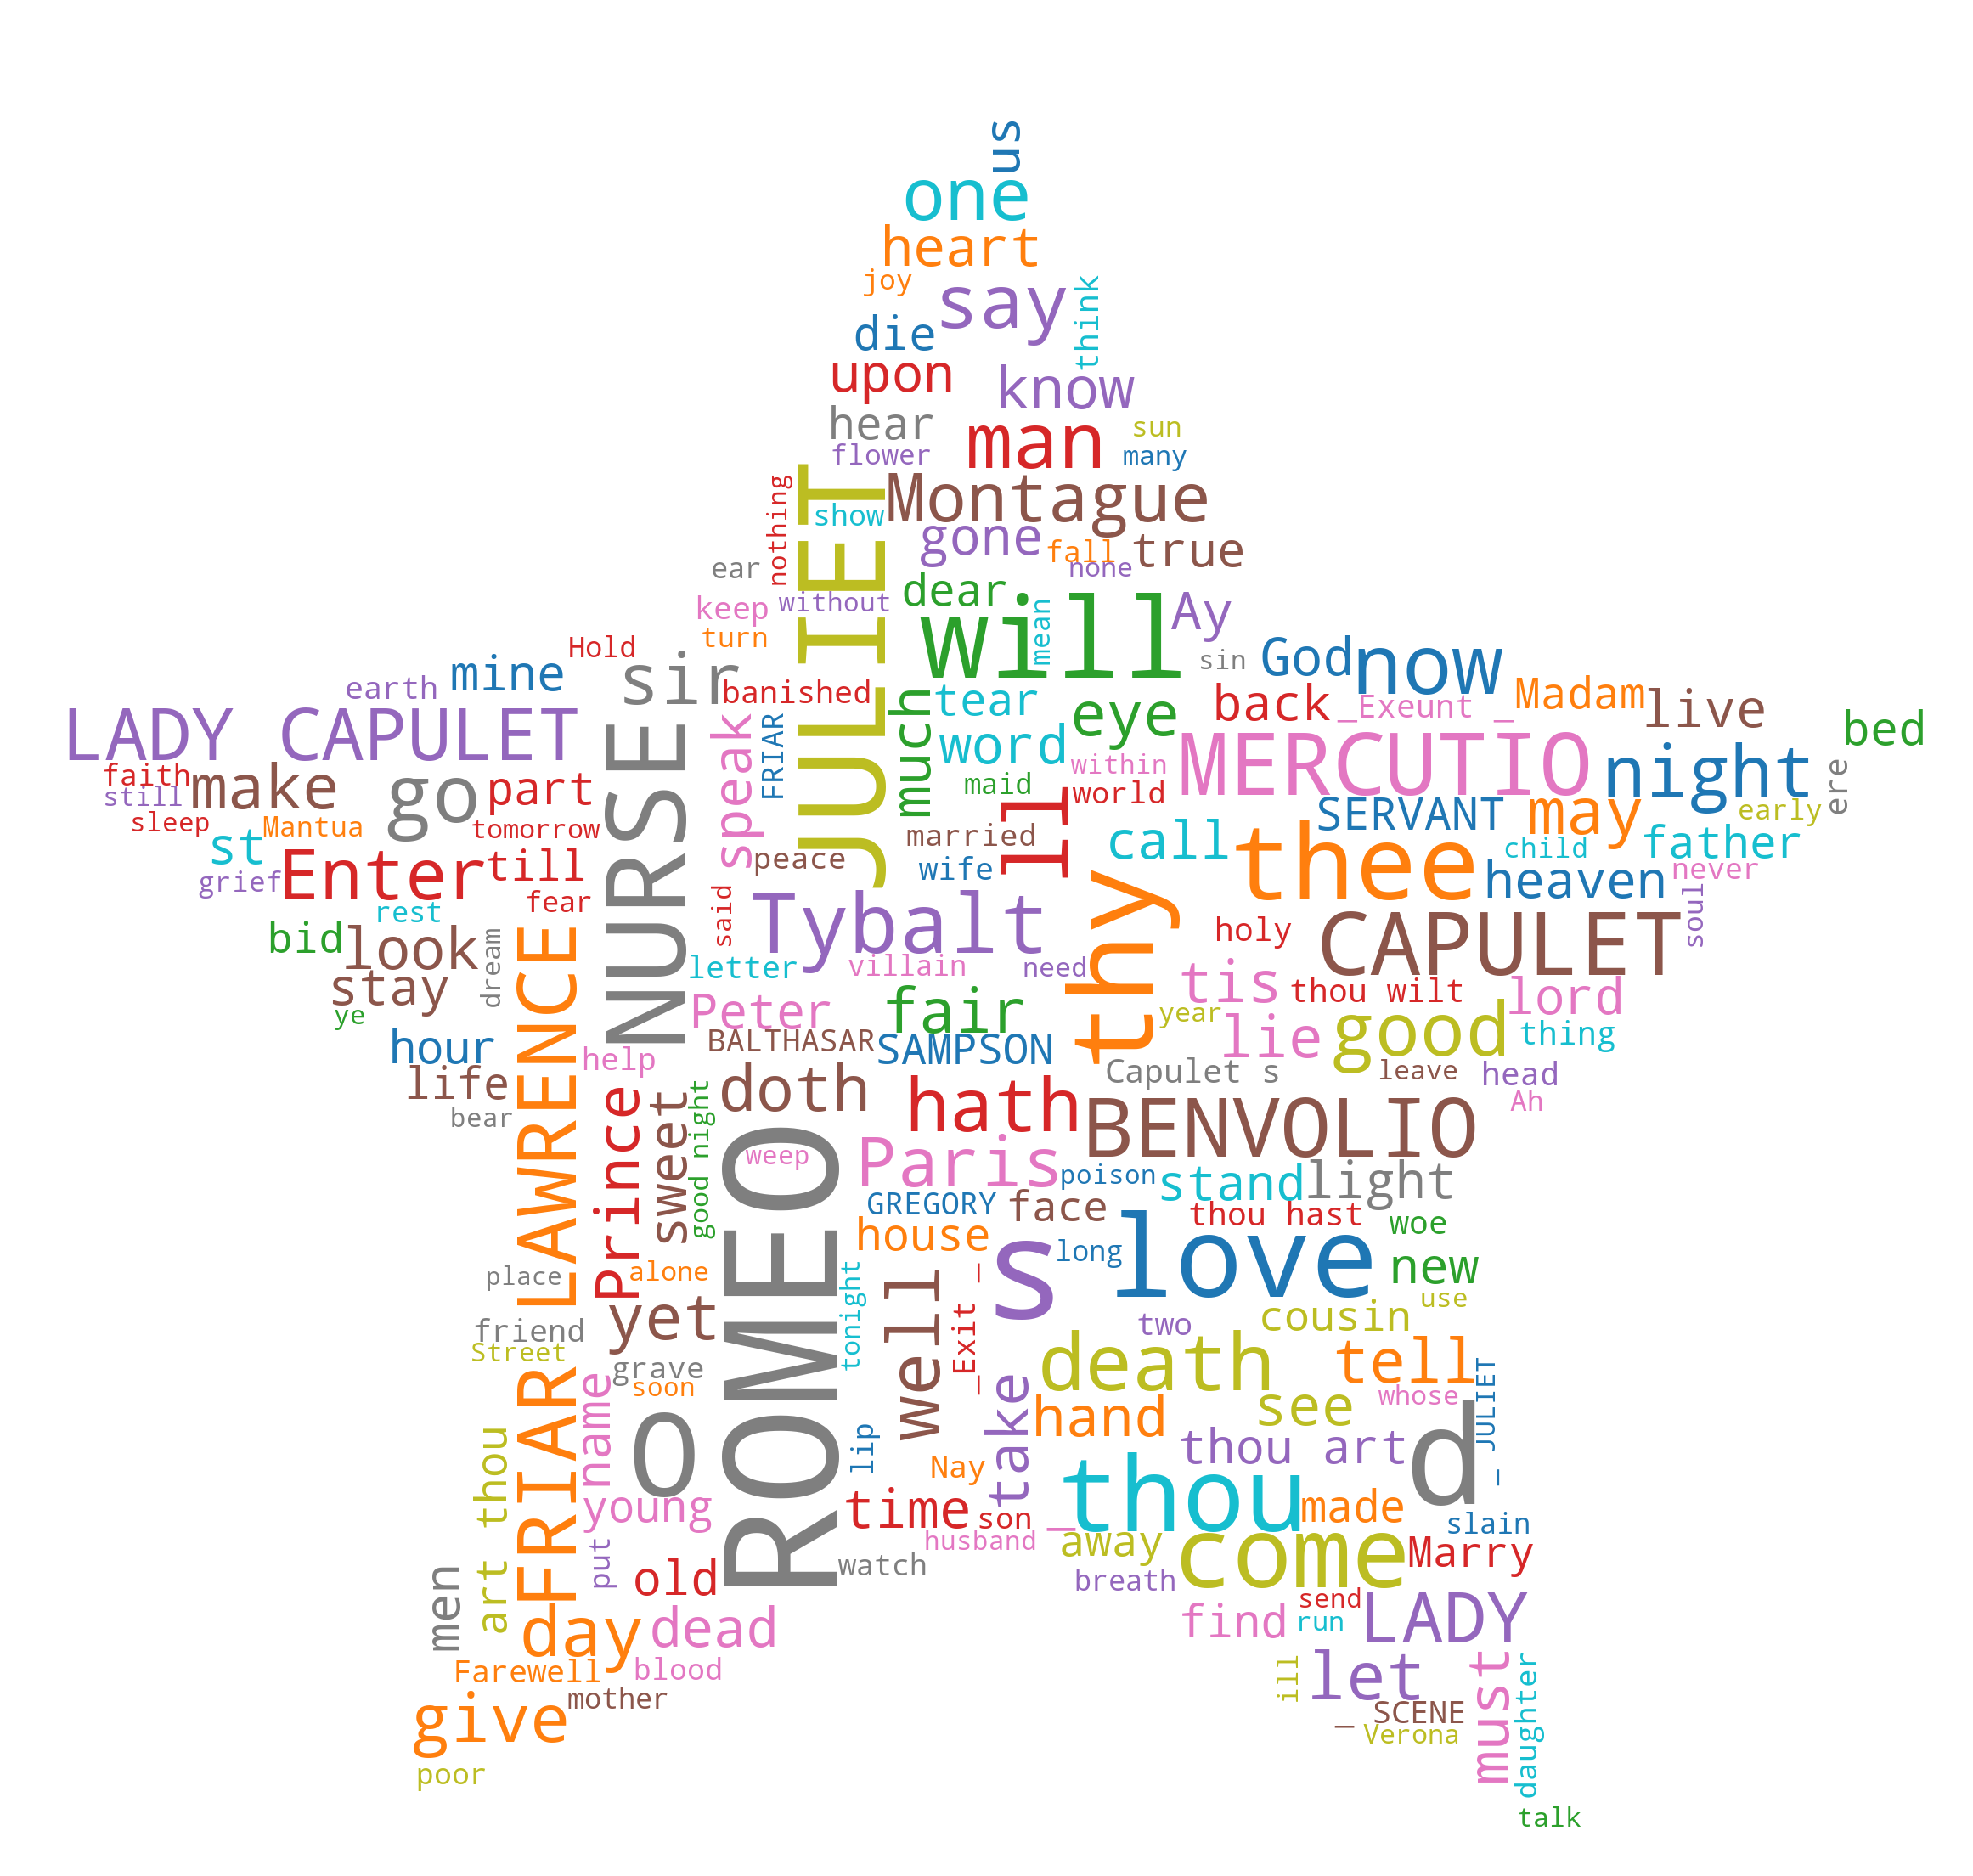 us
one
heart
joy
say
think
die
upon
know
hear
man
sun
flower
many
JULIET
nothing
Montague
show
gone
fall
true
ear
none
dear
keep
without
will
mean
Ay
turn
Hold
sir
sin
God
now
mine
earth
banished
tear
back
_Exeunt _
Madam
live
LADY CAPULET
NURSE
speak
FRIAR
much
word
eye
MERCUTIO
bed
faith
make
go
part
within
night
ere
still
maid
world
ll
SERVANT
may
early
sleep
Mantua
tomorrow
married
call
thee
child
father
st
Enter
till
peace
wife
heaven
never
grief
fear
said
Tybalt
thy
soul
rest
holy
CAPULET
bid
look
dream
LAWRENCE
letter
villain
need
tis
thou wilt
lord
stay
ye
Peter
fair
year
lie
good
thing
hour
help
BALTHASAR
SAMPSON
Capulet s
leave
head
life
Prince
sweet
good night
doth
hath
BENVOLIO
Ah
bear
ROMEO
weep
Paris
poison
stand
light
GREGORY
face
thou hast
woe
house
s
long
love
new
place
alone
tonight
well
_Exit _
use
friend
yet
two
cousin
Street
grave
death
tell
soon
FRIAR
name
take
hand
see
whose
_ JULIET
art thou
O
lip
Nay
thou art
d
young
time
son
_
thou
made
slain
men
put
old
watch
husband
away
come
Marry
breath
day
dead
find
send
run
LADY
Farewell
blood
ill
let
must
daughter
give
mother
_ SCENE
Verona
poor
talk